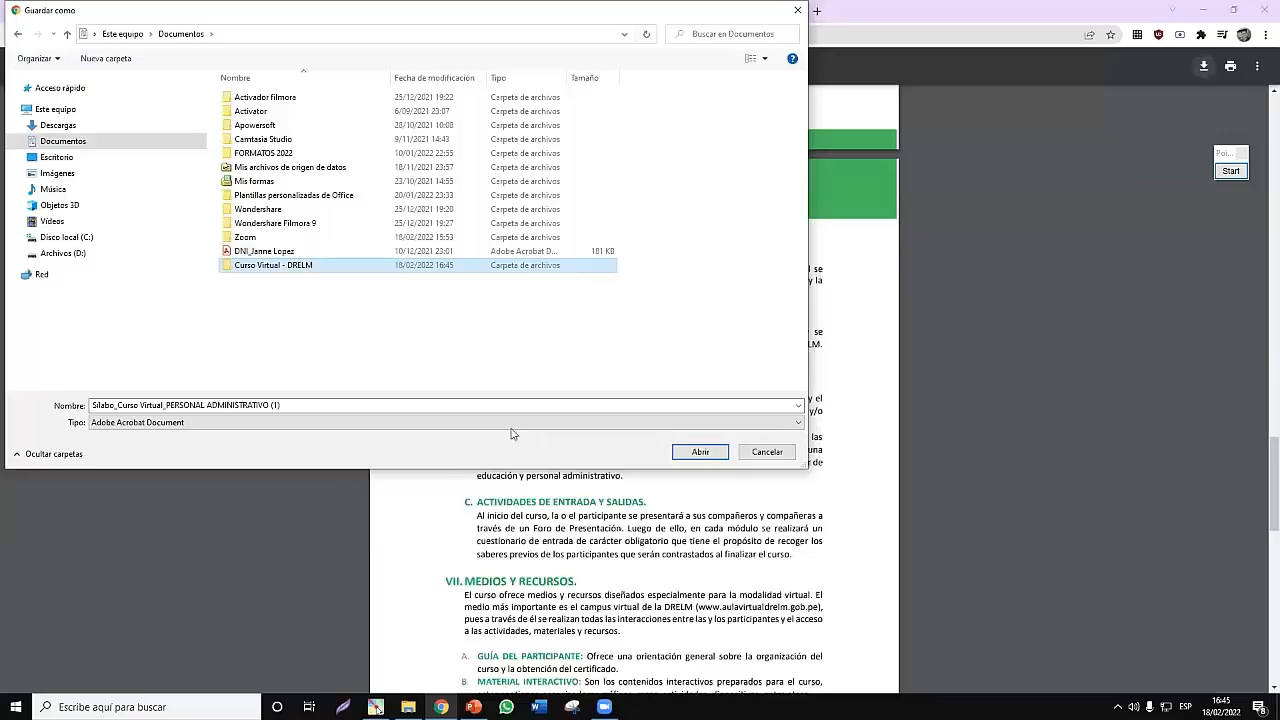 Guardar como
Este equipo
Documentos
Buscar en Documentos
Organizar
Nueva carpeta
Nombre
Fecha de modificación
Tipo
Tamaño
Acceso rápido
Este equipo
Descargas
Documentos
Escritorio
Imágenes
Música
Objetos 3D
Vídeos
Disco local (C:)
Archivos (D:)
Red
Activador filmora 25/12/2021 19:22 Carpeta de archivos
Activator 6/09/2021 23:07 Carpeta de archivos
Apowersoft 28/10/2021 10:08 Carpeta de archivos
Camtasia Studio 9/11/2021 14:43 Carpeta de archivos
FORMATOS 2022 10/01/2022 22:55 Carpeta de archivos
Mis archivos de origen de datos 18/11/2021 23:57 Carpeta de archivos
Mis formas 23/10/2021 14:55 Carpeta de archivos
Plantillas personalizadas de Office 20/01/2022 23:33 Carpeta de archivos
Wondershare 25/12/2021 19:20 Carpeta de archivos
Wondershare Filmora 9 25/12/2021 19:27 Carpeta de archivos
Zoom 18/02/2022 15:53 Carpeta de archivos
DNI_Janne Lopez 10/12/2021 23:01 Adobe Acrobat D... 181 KB
Curso Virtual - DRELM 18/02/2022 16:45 Carpeta de archivos
Nombre: Sílabo_Curso Virtual_PERSONAL ADMINISTRATIVO (1)
Tipo: Adobe Acrobat Document
Ocultar carpetas
Abrir
Cancelar
Poi...
Start
se
y la
se
LM.
y el
y/o
las
una
r de
educación y personal administrativo.
C. ACTIVIDADES DE ENTRADA Y SALIDAS.
Al inicio del curso, la o el participante se presentará a sus compañeros y compañeras a
través de un Foro de Presentación. Luego de ello, en cada módulo se realizará un
cuestionario de entrada de carácter obligatorio que tiene el propósito de recoger los
saberes previos de los participantes que serán contrastados al finalizar el curso.
VII. MEDIOS Y RECURSOS.
El curso ofrece medios y recursos diseñados especialmente para la modalidad virtual. El
medio más importante es el campus virtual de la DRELM (www.aulavirtualdrelm.gob.pe),
pues a través de él se realizan todas las interacciones entre las y los participantes y el acceso
a las actividades, materiales y recursos.
A. GUÍA DEL PARTICIPANTE: Ofrece una orientación general sobre la organización del
curso y la obtención del certificado.
B. MATERIAL INTERACTIVO: Son los contenidos interactivos preparados para el curso,
Escribe aquí para buscar
ESP
16:45
18/02/2022